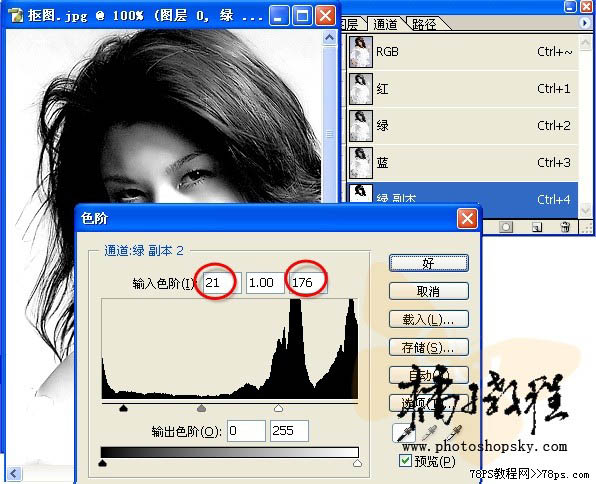 抠图.jpg @ 100% (图层 0, 绿 ...
图层 通道 路径
RGB Ctrl+~
红 Ctrl+1
绿 Ctrl+2
蓝 Ctrl+3
绿 副本 Ctrl+4
色阶
通道:绿 副本 2
输入色阶(I): 21 1.00 176
好
取消
载入(L)...
存储(S)...
自动
选项(T)...
输出色阶(O): 0 255
预览(P)
教程
www.photoshopsky.com
78PS教程网>>78ps.com